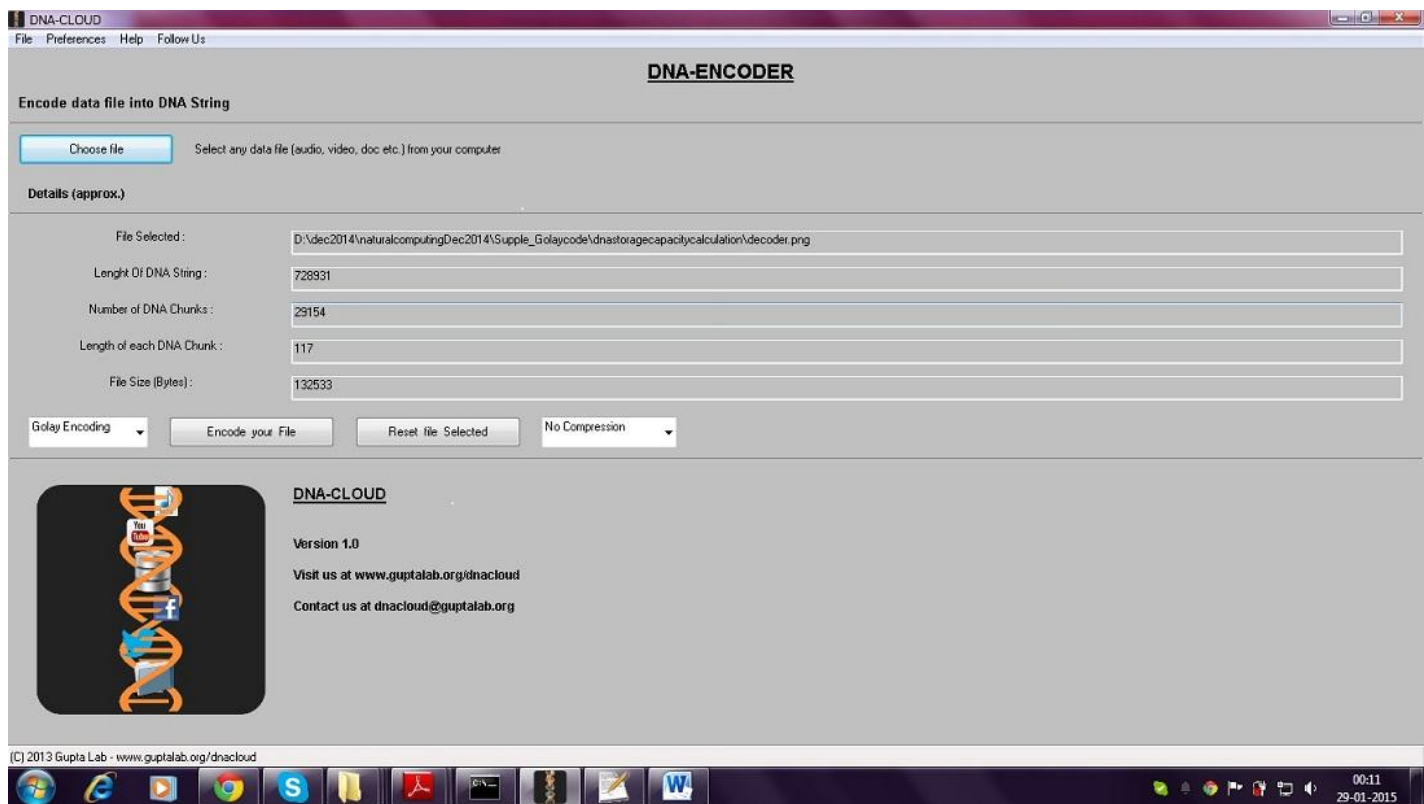 DNA-CLOUD
File Preferences Help Follow Us
DNA-ENCODER
Encode data file into DNA String
Choose file Select any data file (audio, video, doc etc.) from your computer
Details (approx.)
File Selected : D:\dec2014\naturalcomputingDec2014\Supple_Golaycode\dnastoragecapacitycalculation\decoder.png
Lenght Of DNA String : 728931
Number of DNA Chunks : 29154
Length of each DNA Chunk : 117
File Size (Bytes) : 132533
Golay Encoding Encode your File Reset file Selected No Compression
You
Tube
f
DNA-CLOUD
Version 1.0
Visit us at www.guptalab.org/dnacloud
Contact us at dnacloud@guptalab.org
(C) 2013 Gupta Lab - www.guptalab.org/dnacloud
S C:\ W
00:11
29-01-2015